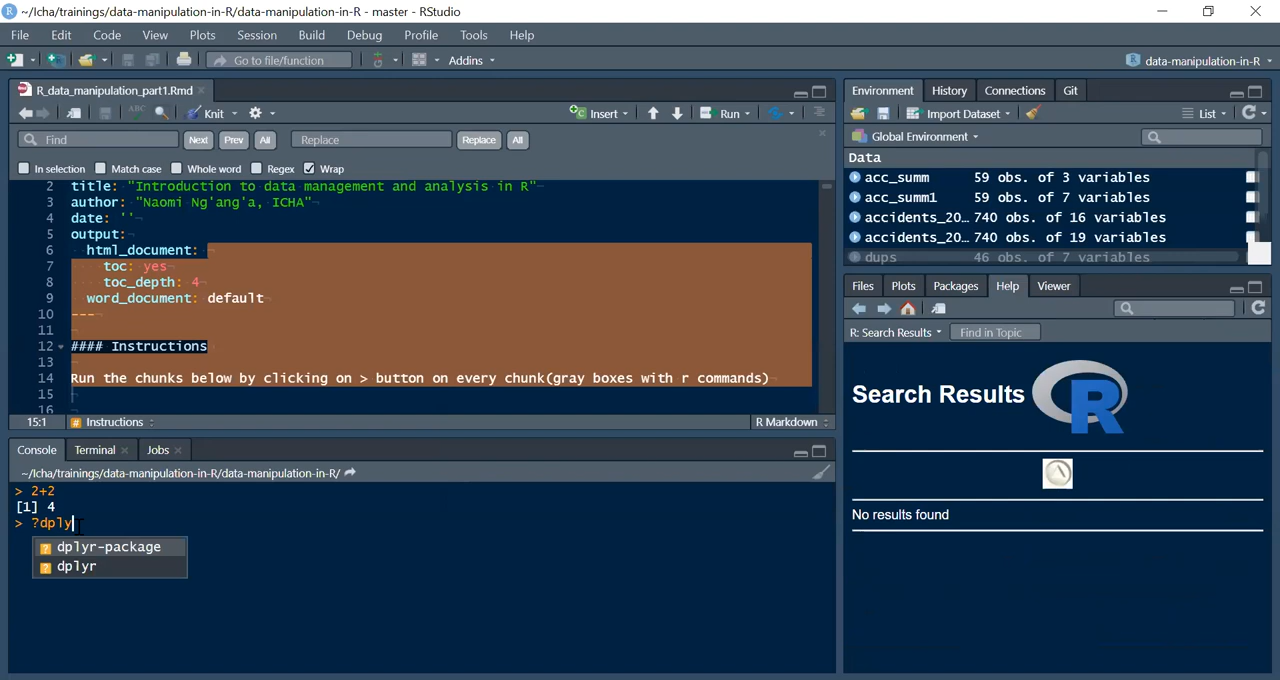 ~/Icha/trainings/data-manipulation-in-R/data-manipulation-in-R - master - RStudio
File Edit Code View Plots Session Build Debug Profile Tools Help
Go to file/function Addins data-manipulation-in-R
R_data_manipulation_part1.Rmd
ABC Knit Insert Run
Find Next Prev All Replace Replace All
In selection Match case Whole word Regex Wrap
2 title: "Introduction to data management and analysis in R"
3 author: "Naomi Ng'ang'a, ICHA"
4 date: ''
5 output:
6 html_document:
7 toc: yes
8 toc_depth: 4
9 word_document: default
10 ---
11
12 #### Instructions
13
14 Run the chunks below by clicking on > button on every chunk(gray boxes with r commands)
15
16
15:1 # Instructions R Markdown
Console Terminal Jobs
~/Icha/trainings/data-manipulation-in-R/data-manipulation-in-R/
> 2+2
[1] 4
> ?dply
dplyr-package
dplyr
Environment History Connections Git
Import Dataset List
Global Environment
Data
acc_summ 59 obs. of 3 variables
acc_summ1 59 obs. of 7 variables
accidents_20… 740 obs. of 16 variables
accidents_20… 740 obs. of 19 variables
dups 46 obs. of 7 variables
Files Plots Packages Help Viewer
R: Search Results Find in Topic
Search Results R
No results found